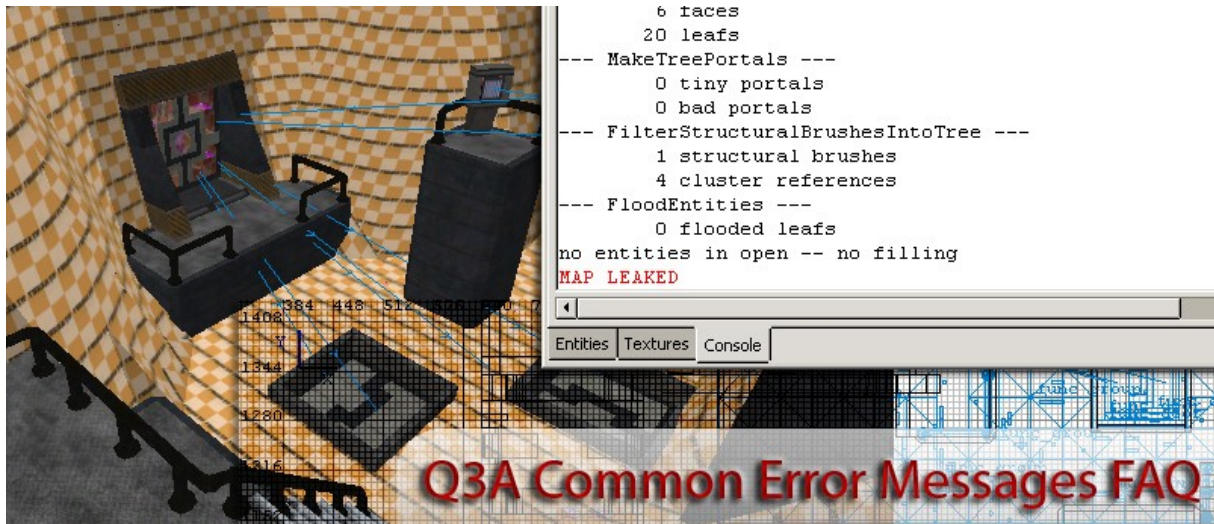 6 faces
20 leafs
--- MakeTreePortals ---
0 tiny portals
0 bad portals
--- FilterStructuralBrushesIntoTree ---
1 structural brushes
4 cluster references
--- FloodEntities ---
0 flooded leafs
no entities in open -- no filling
MAP LEAKED
Entities Textures Console
384 448 512
1408
Y
1344
1280
func_group
Q3A Common Error Messages FAQ